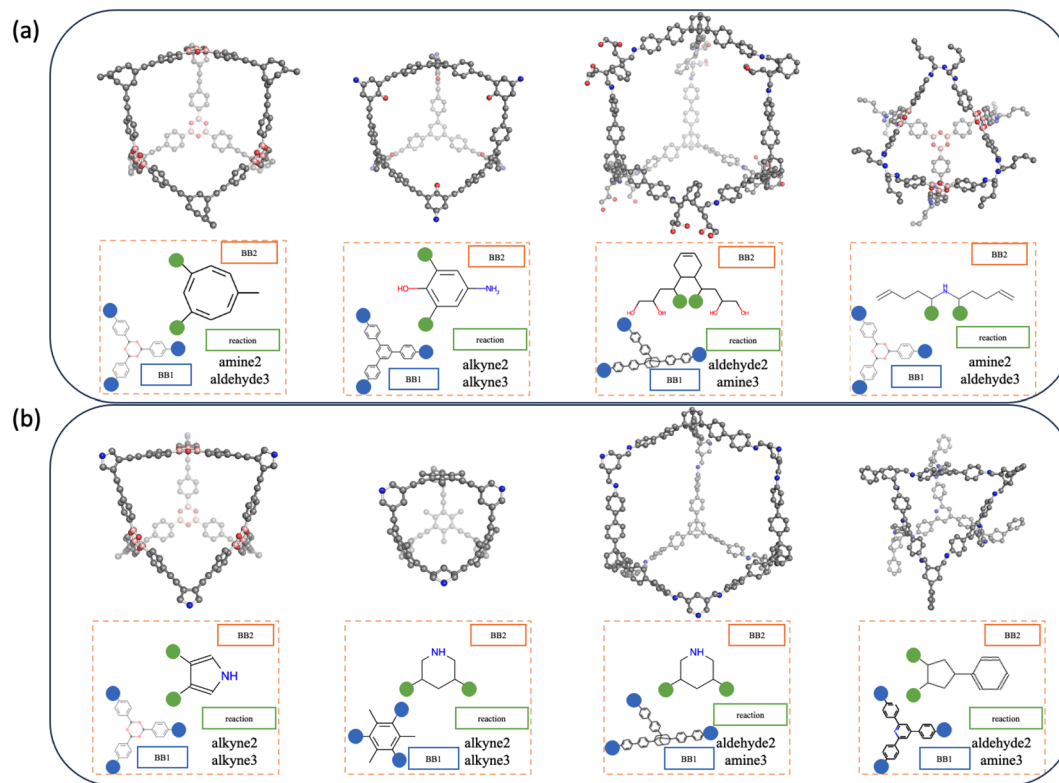 (a)
BB2
BB1
reaction
amine2
aldehyde3
HO
NH₂
BB2
BB1
reaction
alkyne2
alkyne3
HO
OH
OH
OH
BB2
BB1
reaction
aldehyde2
amine3
H
N
BB2
BB1
reaction
amine2
aldehyde3
(b)
BB2
NH
BB1
reaction
alkyne2
alkyne3
BB2
NH
BB1
reaction
alkyne2
alkyne3
BB2
NH
BB1
reaction
aldehyde2
amine3
BB2
BB1
reaction
aldehyde2
amine3